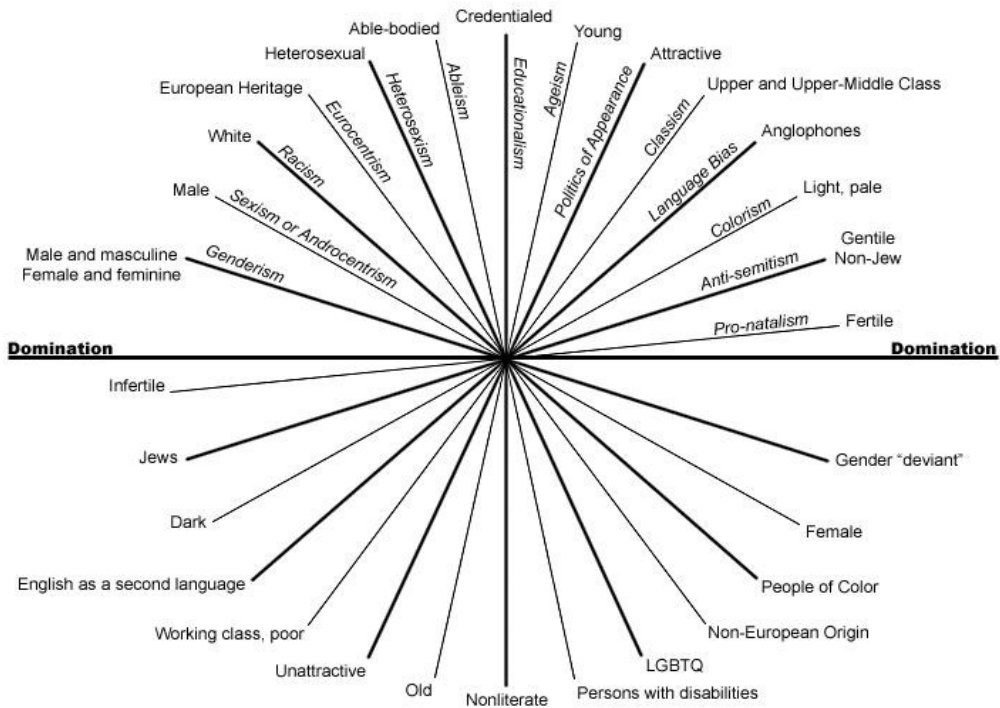 Credentialed
Able-bodied
Young
Heterosexual
Attractive
European Heritage
Upper and Upper-Middle Class
White
Anglophones
Male
Light, pale
Male and masculine
Female and feminine
Gentile
Non-Jew
Fertile
Genderism
Sexism or Androcentrism
Racism
Eurocentrism
Heterosexism
Ableism
Educationalism
Ageism
Politics of Appearance
Classism
Language Bias
Colorism
Anti-semitism
Pro-natalism
Domination
Domination
Infertile
Jews
Gender “deviant”
Dark
Female
English as a second language
People of Color
Working class, poor
Non-European Origin
Unattractive
LGBTQ
Old
Nonliterate
Persons with disabilities